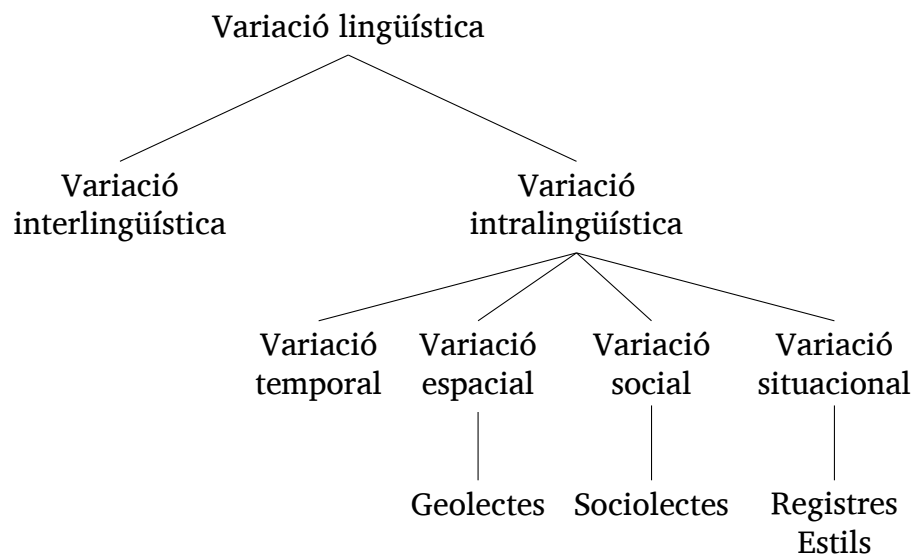 Variació lingüística
Variació
interlingüística
Variació
intralingüística
Variació
temporal
Variació
espacial
Variació
social
Variació
situacional
Geolectes
Sociolectes
Registres
Estils